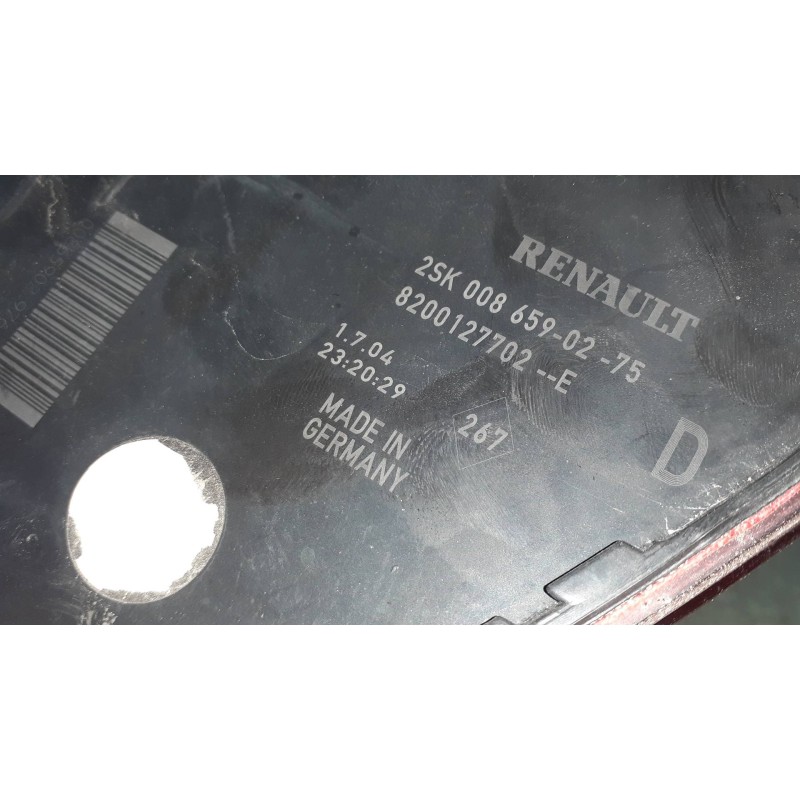 RENAULT
2SK 008 659-02 -75
8200127702 --E
1.7.04
23:20:29
267
D
MADE IN
GERMANY